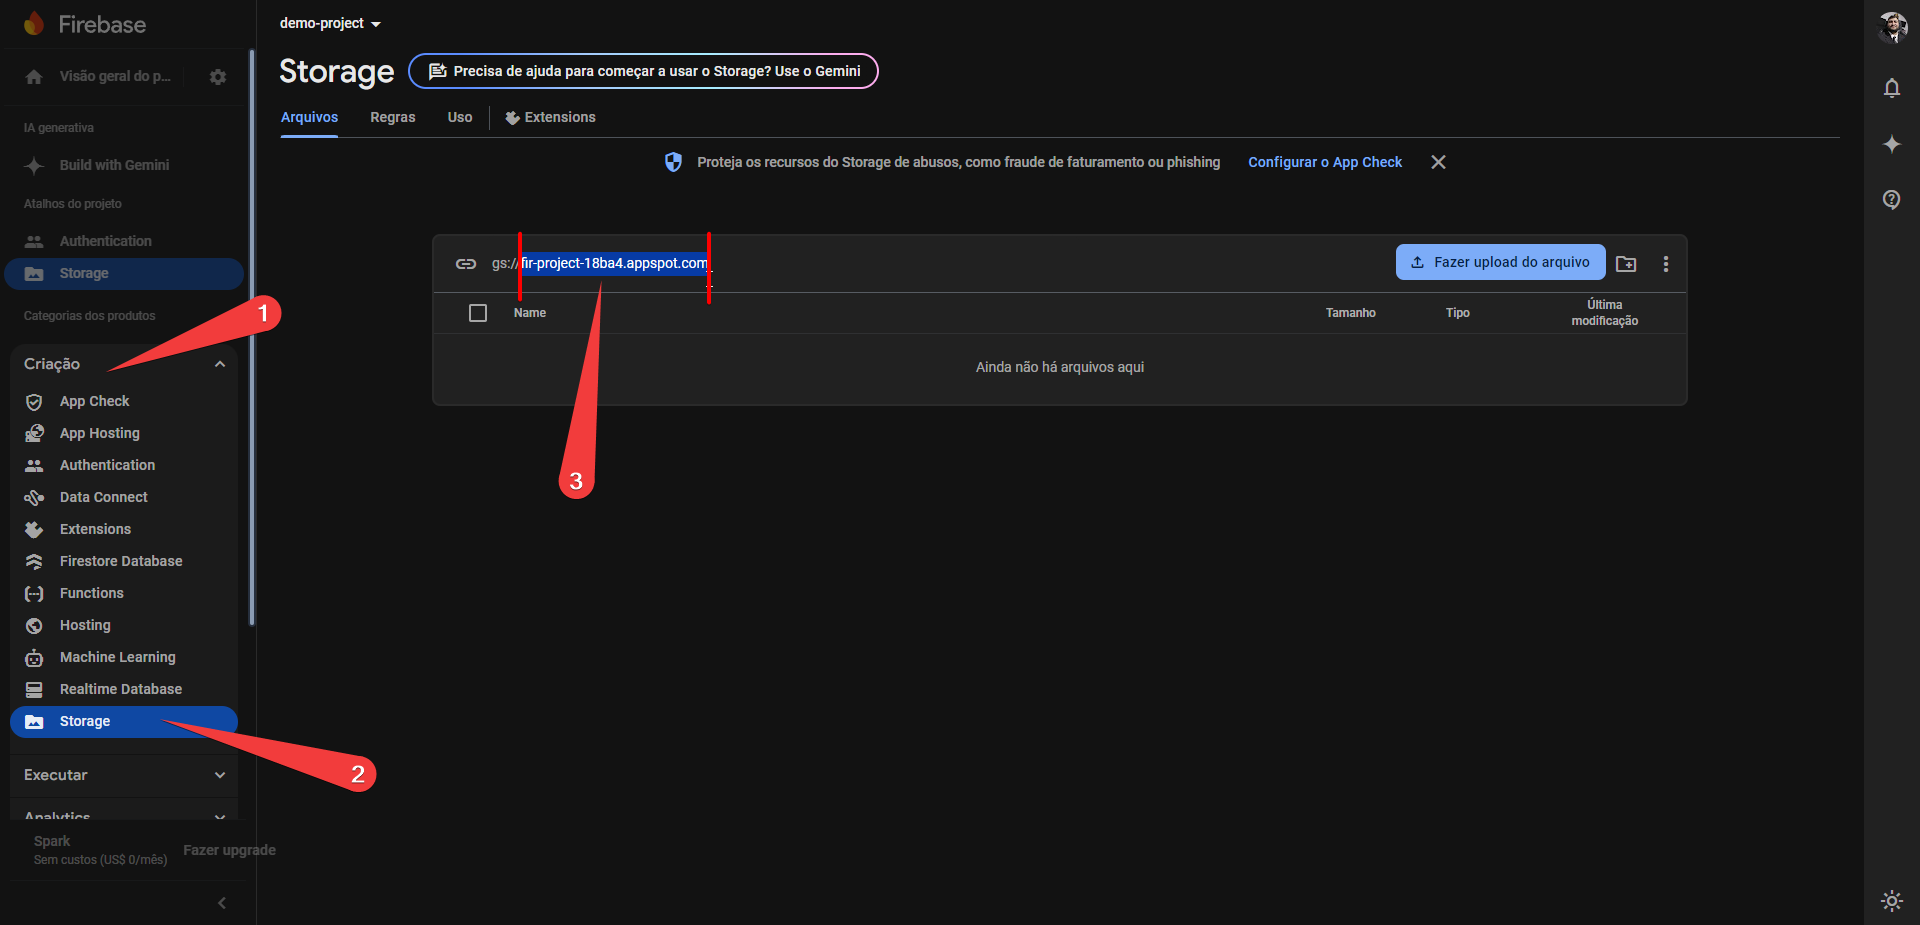 Firebase
Visão geral do p...
IA generativa
Build with Gemini
Atalhos do projeto
Authentication
Storage
Categorias dos produtos
1
Criação
App Check
App Hosting
Authentication
Data Connect
Extensions
Firestore Database
Functions
Hosting
Machine Learning
Realtime Database
Storage
2
Executar
Analytics
Spark
Sem custos (US$ 0/mês)
Fazer upgrade
demo-project
Storage
Precisa de ajuda para começar a usar o Storage? Use o Gemini
Arquivos Regras Uso Extensions
Proteja os recursos do Storage de abusos, como fraude de faturamento ou phishing Configurar o App Check
gs://fir-project-18ba4.appspot.com
Fazer upload do arquivo
Name Tamanho Tipo Última
modificação
Ainda não há arquivos aqui
3